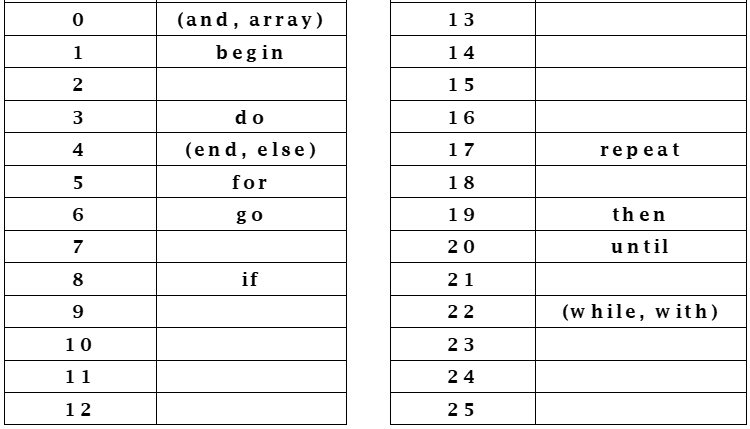 0 (and, array)
1 begin
2
3 do
4 (end, else)
5 for
6 go
7
8 if
9
10
11
12
13
14
15
16
17 repeat
18
19 then
20 until
21
22 (while, with)
23
24
25